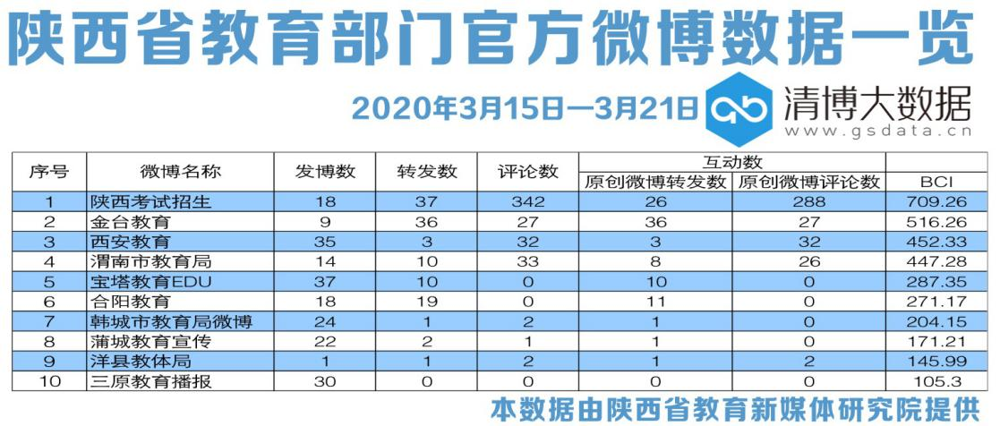 陕西省教育部门官方微博数据一览
2020年3月15日—3月21日
清博大数据
www.gsdata.cn
序号 微博名称 发博数 转发数 评论数 互动数
原创微博转发数 原创微博评论数 BCI
1 陕西考试招生 18 37 342 26 288 709.26
2 金台教育 9 36 27 36 27 516.26
3 西安教育 35 3 32 3 32 452.33
4 渭南市教育局 14 10 33 8 26 447.28
5 宝塔教育EDU 37 10 0 10 0 287.35
6 合阳教育 18 19 0 11 0 271.17
7 韩城市教育局微博 24 1 2 1 0 204.15
8 蒲城教育宣传 22 2 1 1 0 171.21
9 洋县教体局 1 1 2 1 2 145.99
10 三原教育播报 30 0 0 0 0 105.3
本数据由陕西省教育新媒体研究院提供